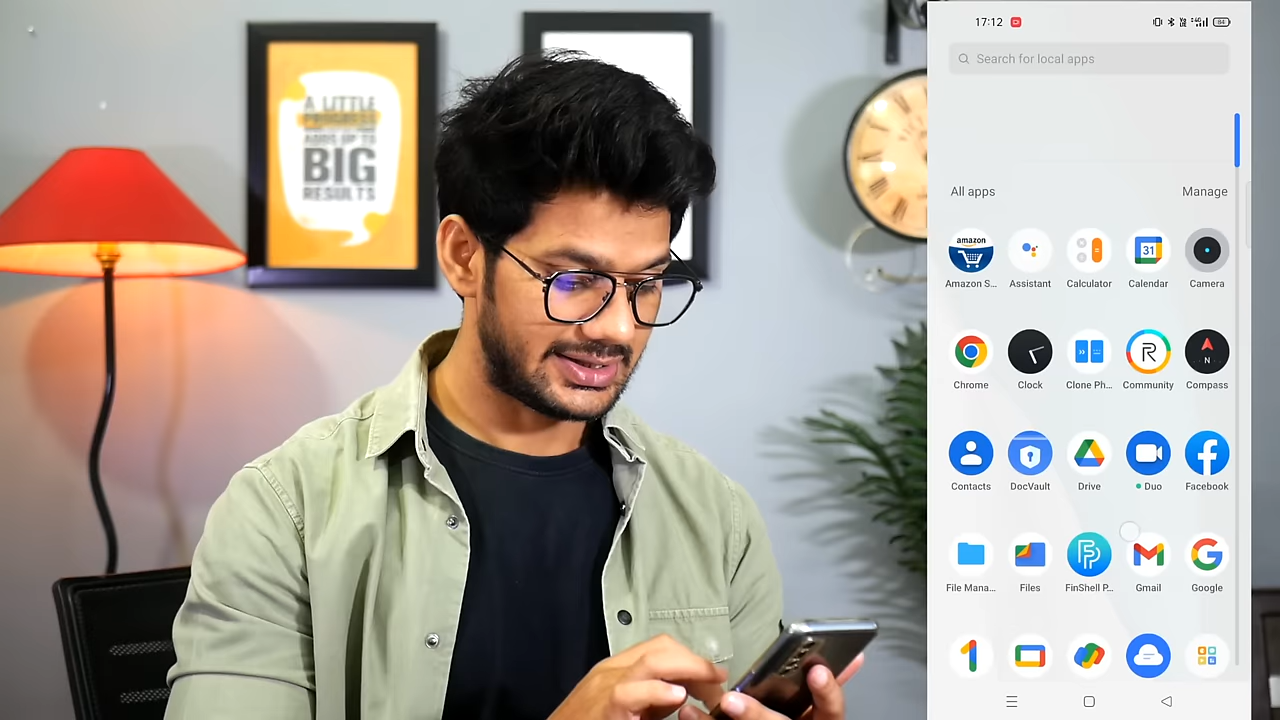 A LITTLE
PROGRESS
ADDS UP TO
BIG
RESULTS
17:12
84
Search for local apps
All apps
Manage
amazon
31
N
Amazon S...
Assistant
Calculator
Calendar
Camera
Chrome
Clock
Clone Ph...
Community
Compass
Contacts
DocVault
Drive
Duo
Facebook
File Mana...
Files
FinShell P...
Gmail
Google